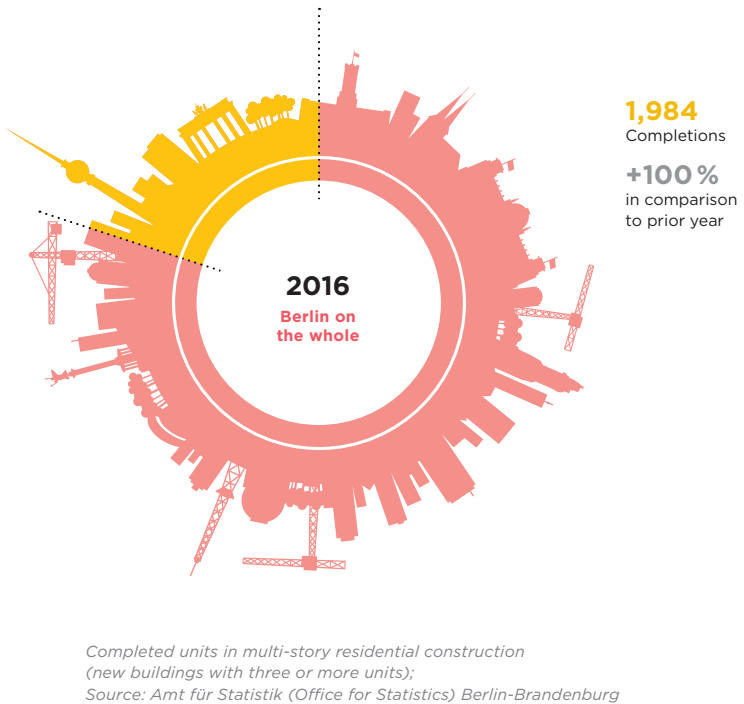 1,984
Completions
+100 %
in comparison
to prior year
2016
Berlin on
the whole
Completed units in multi-story residential construction
(new buildings with three or more units);
Source: Amt für Statistik (Office for Statistics) Berlin-Brandenburg